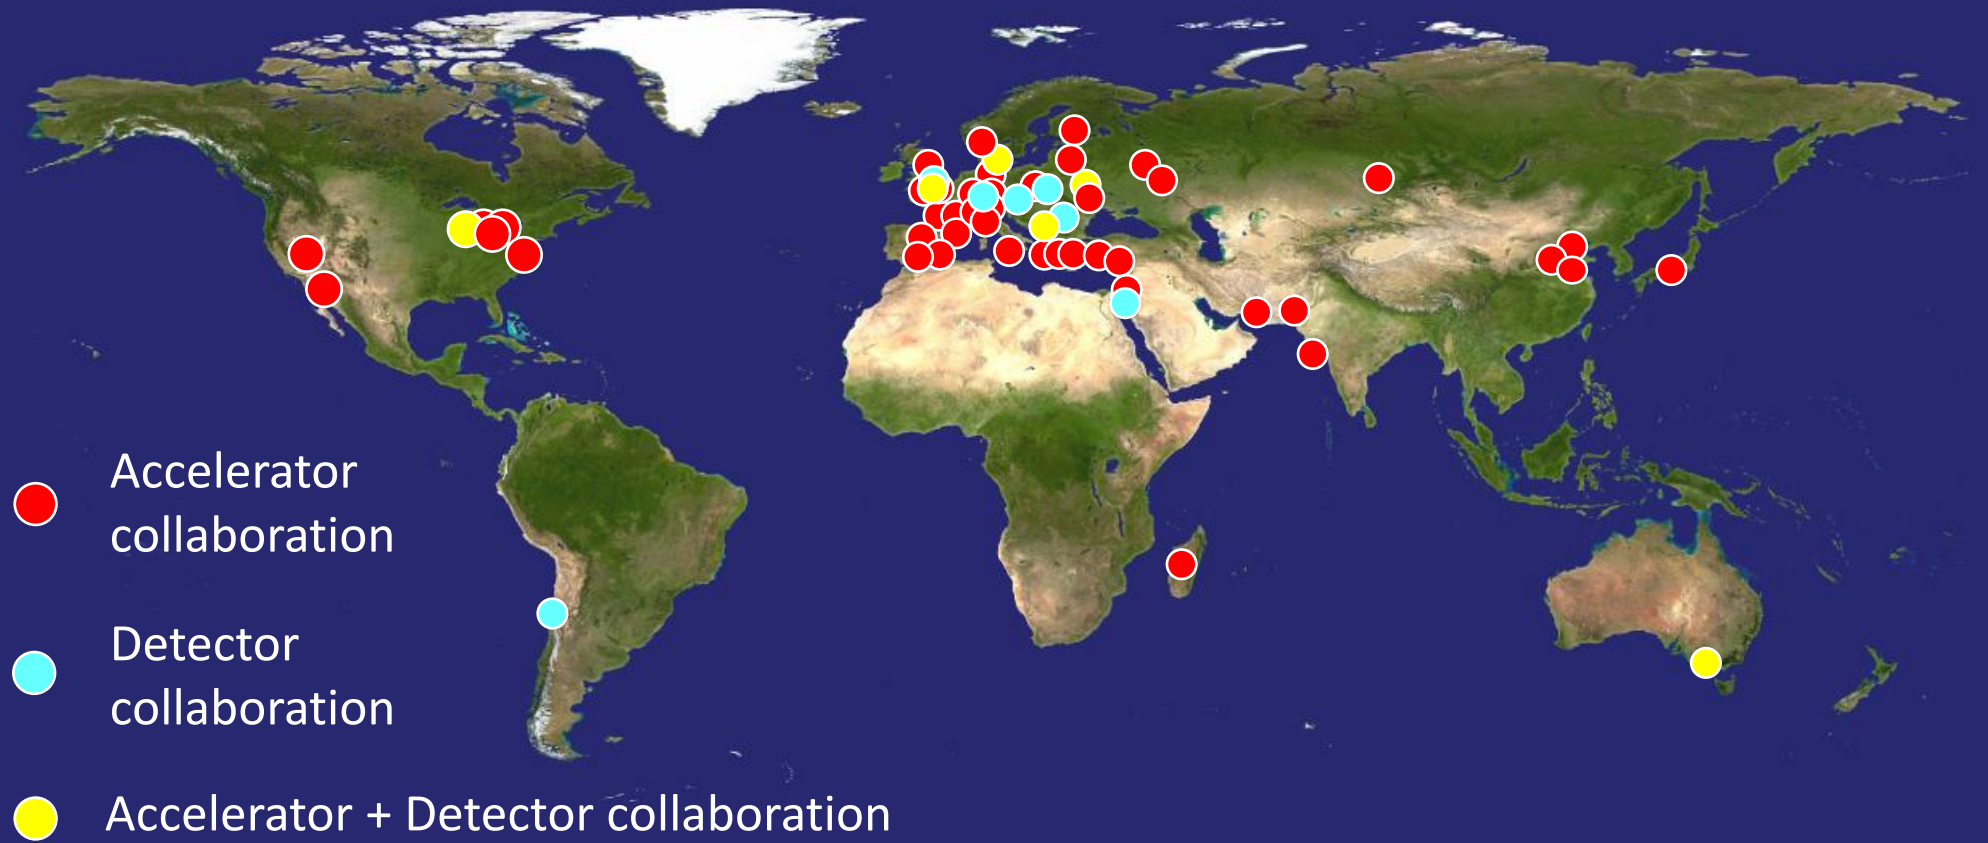 Accelerator
collaboration
Detector
collaboration
Accelerator + Detector collaboration